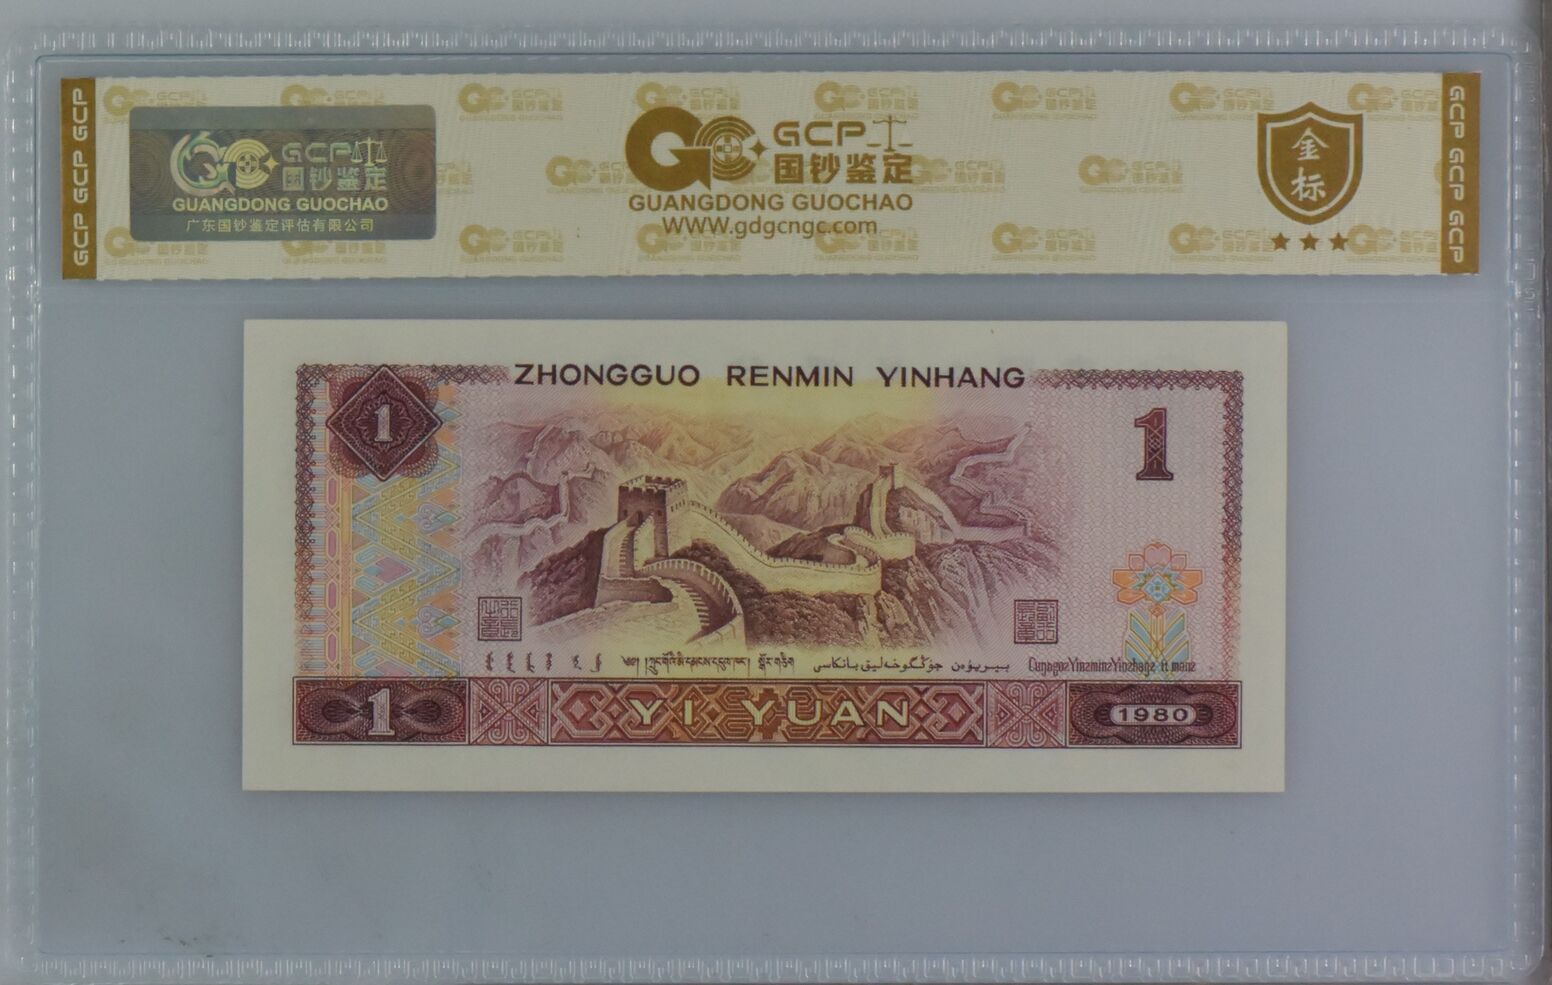 GCP GCP GCP
GCP
国钞鉴定
GUANGDONG GUOCHAO
广东国钞鉴定评估有限公司
GCP
国钞鉴定
GUANGDONG GUOCHAO
WWW.gdgcngc.com
金标
GCP GCP GCP
ZHONGGUO RENMIN YINHANG
1
1
1
YI YUAN
1980